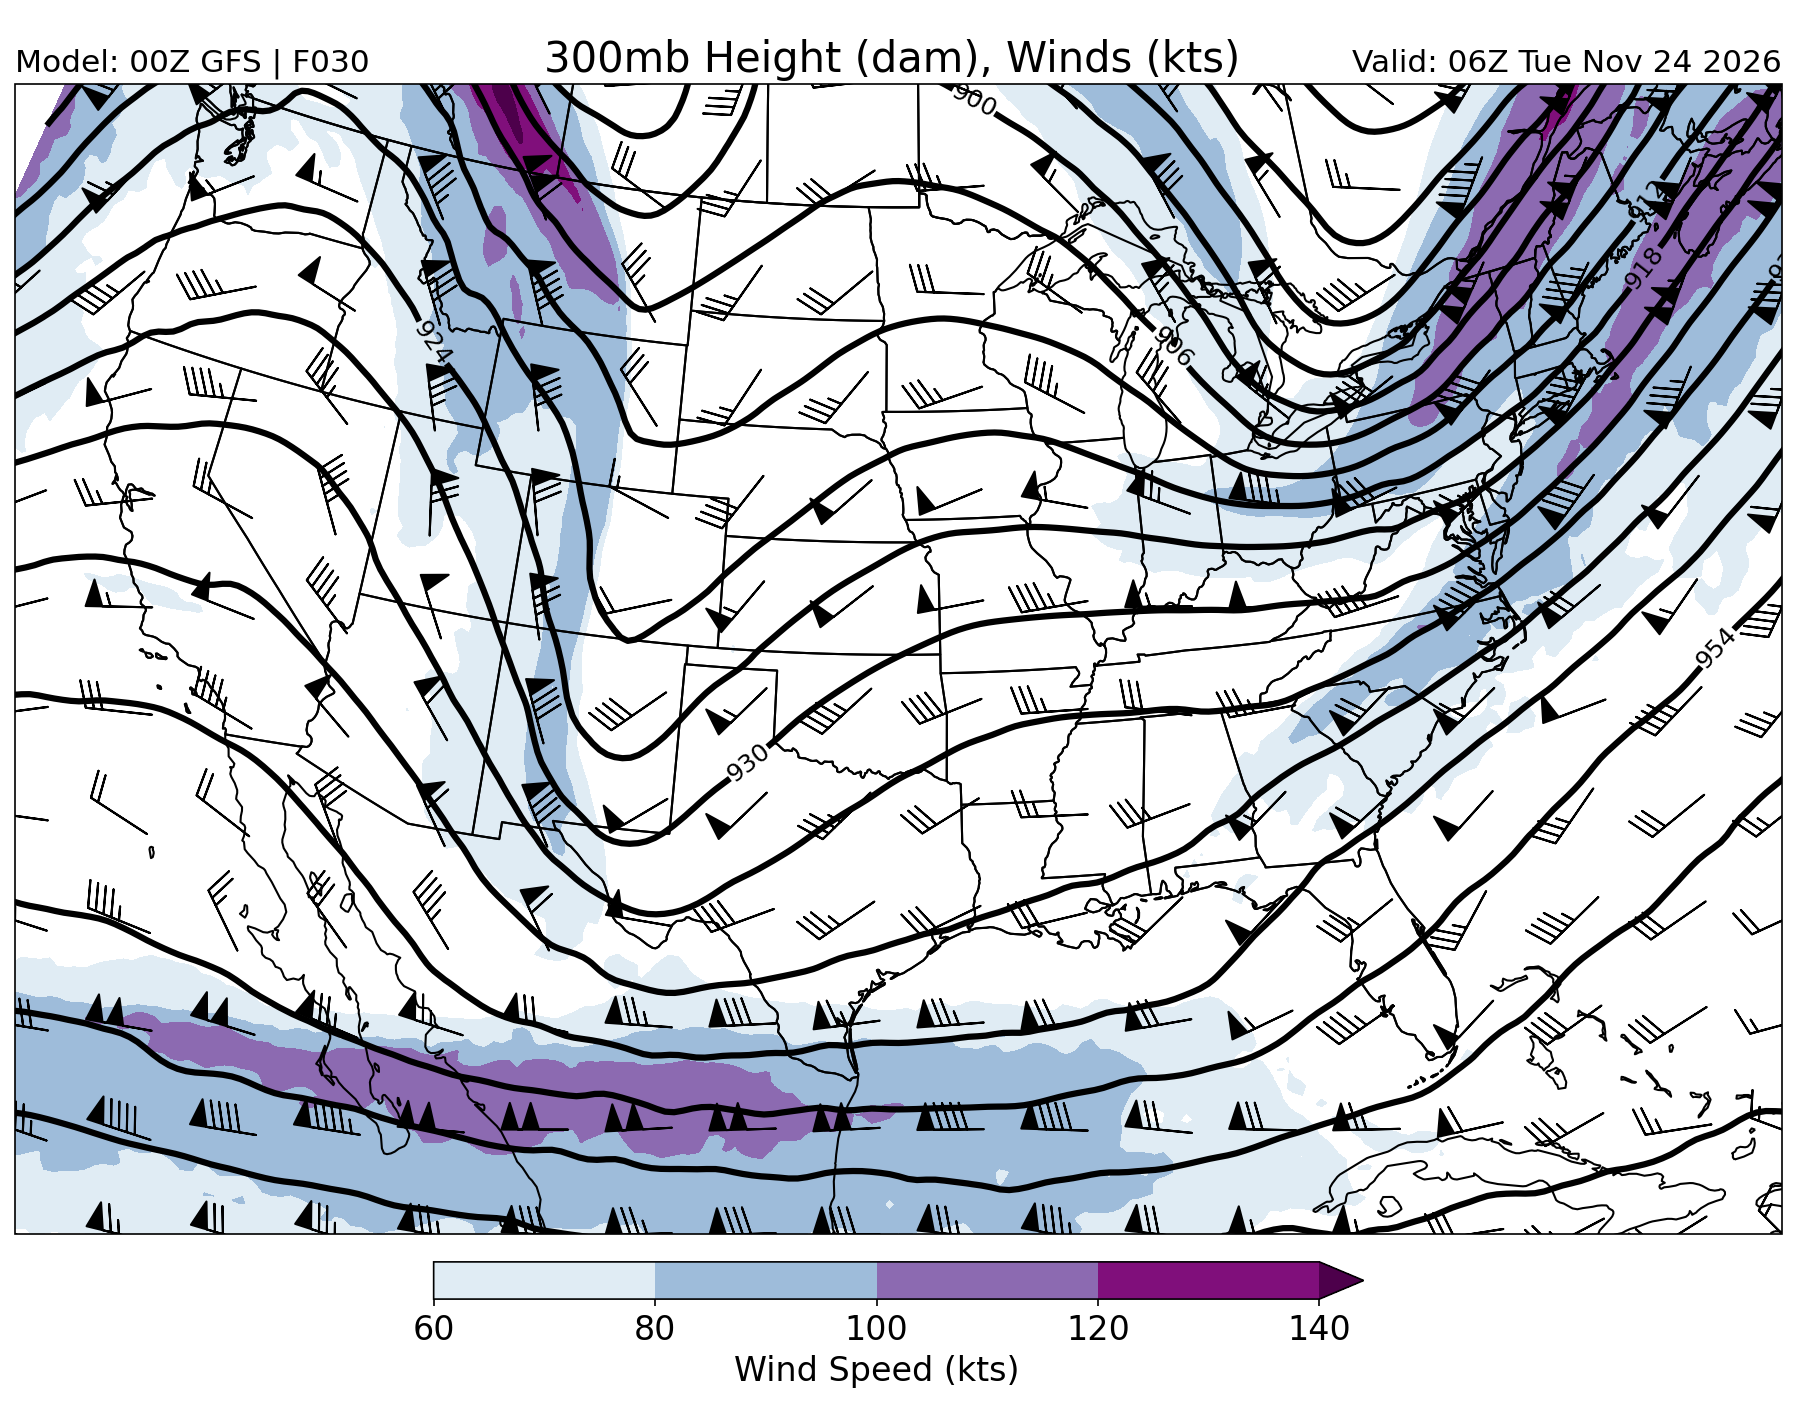 Model: 00Z GFS | F030
300mb Height (dam), Winds (kts)
Valid: 06Z Tue Nov 24 2026
900
912
918
924
906
954
930
60 80 100 120 140
Wind Speed (kts)